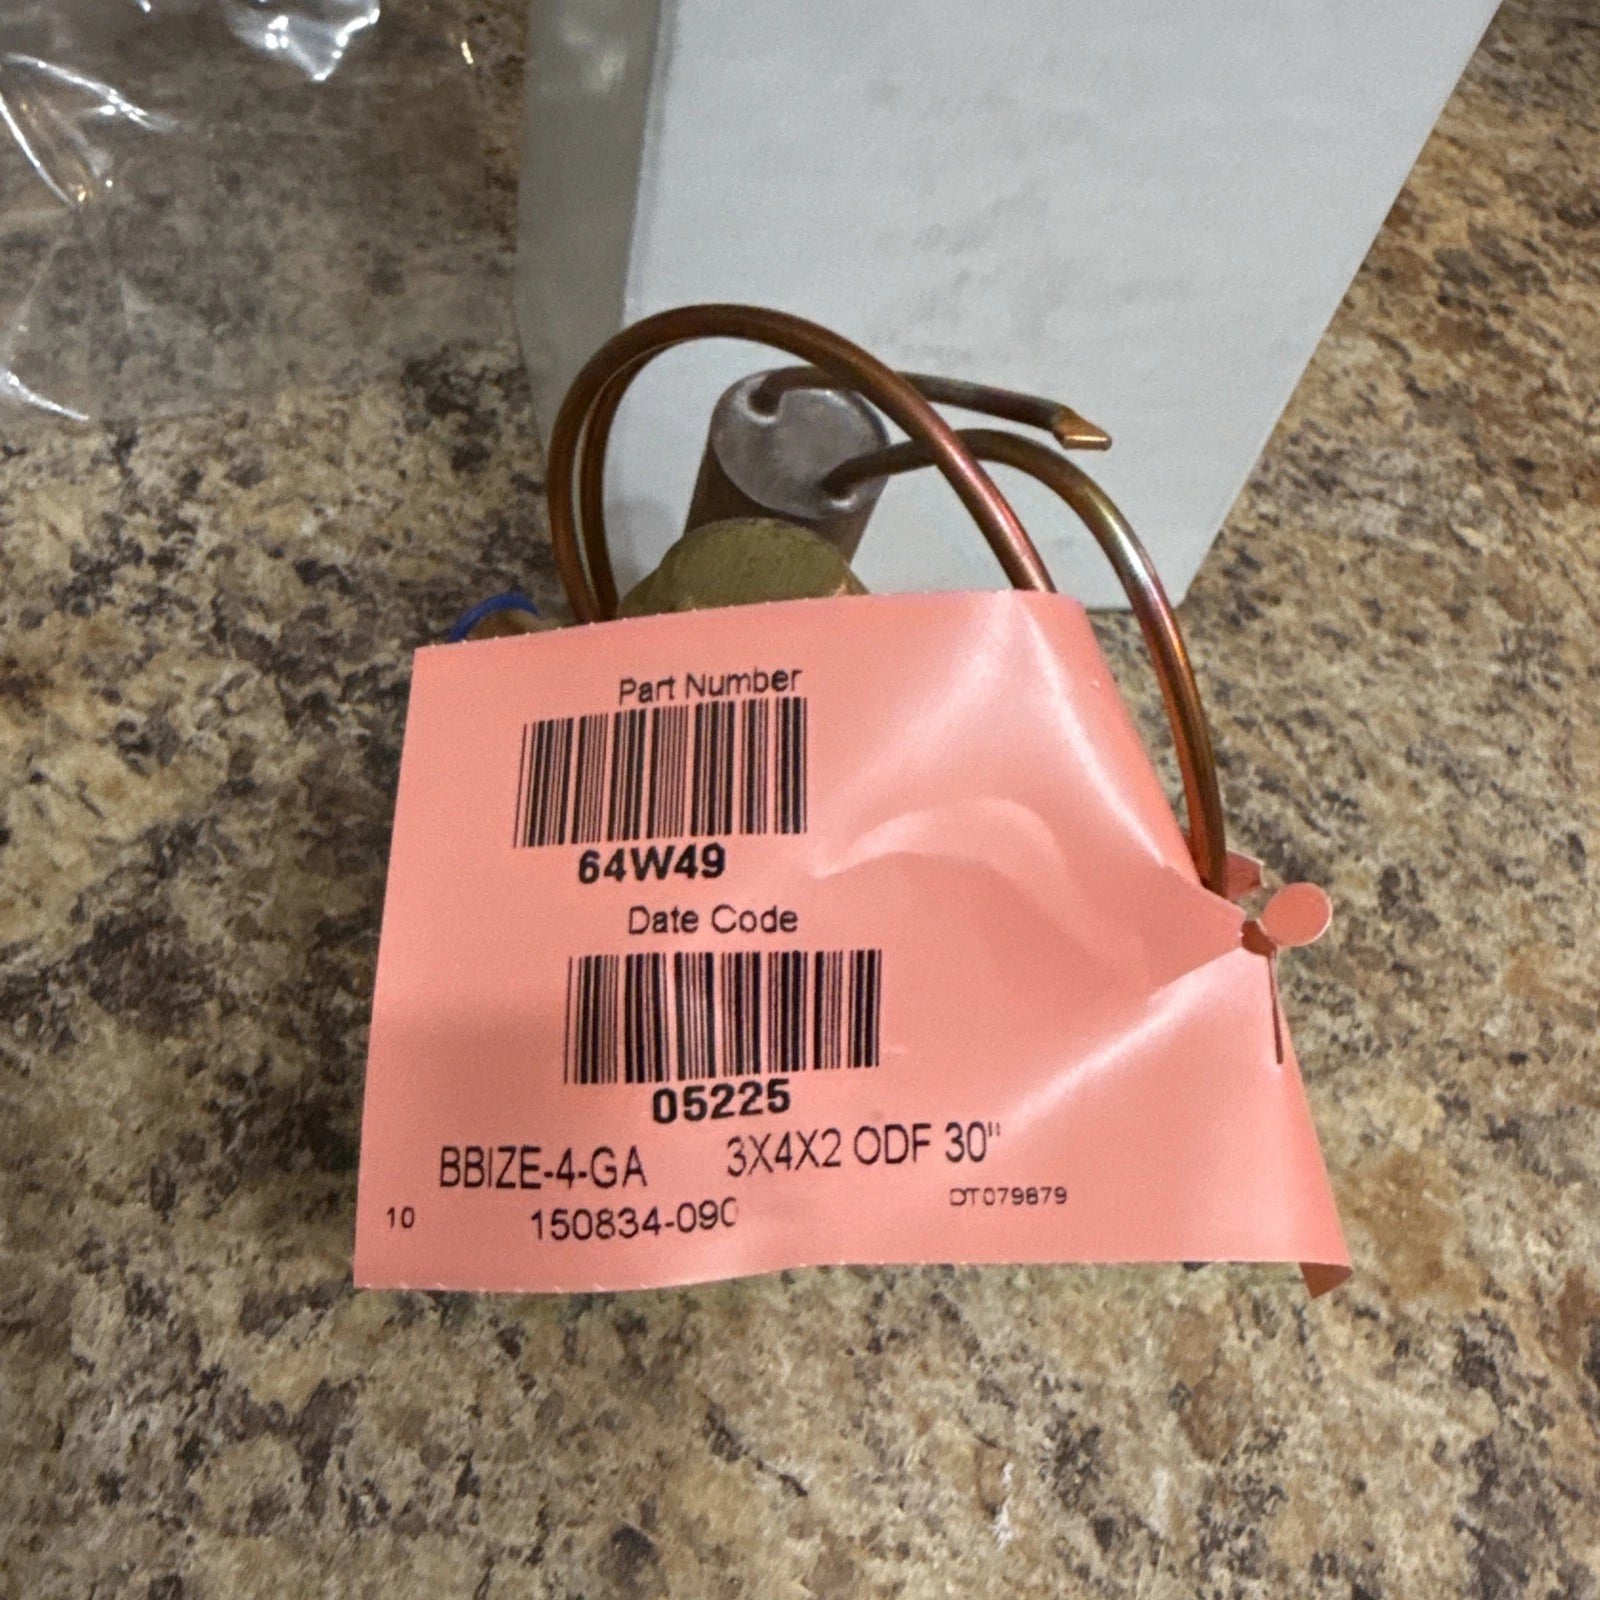 Part Number
64W49
Date Code
05225
BBIZE-4-GA 3X4X2 ODF 30"
10 150834-090 DT079879